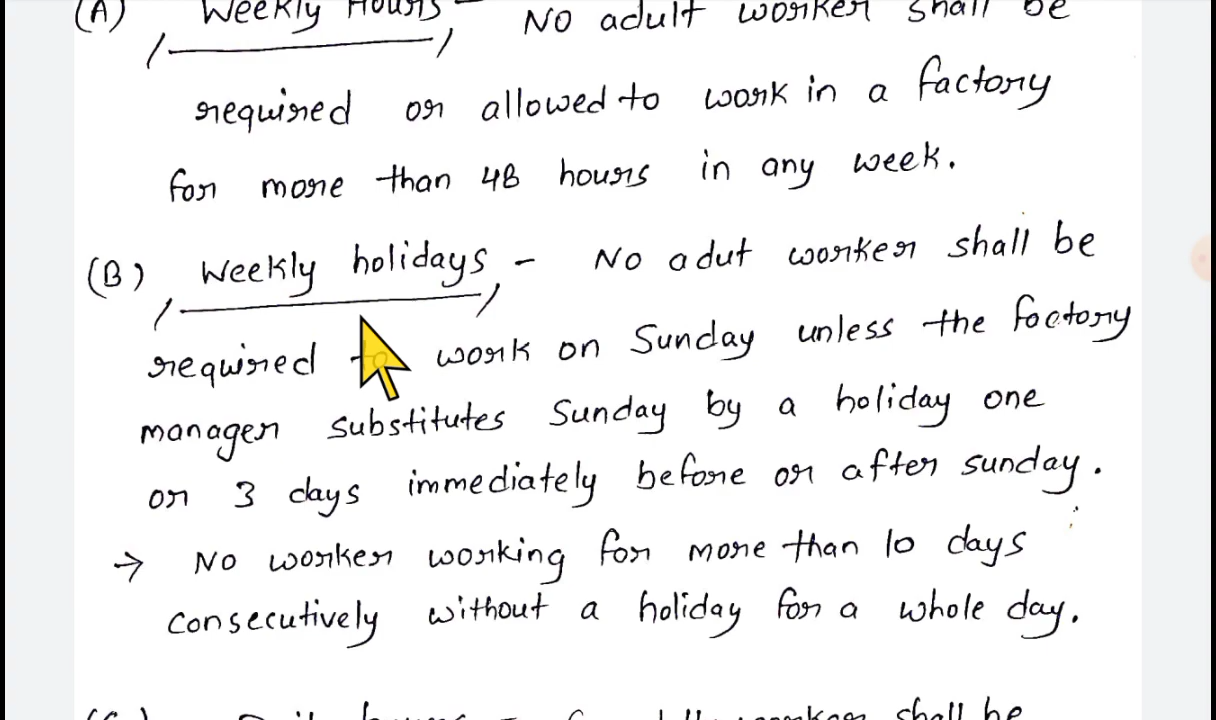 (A) Weekly Hours - No adult worker shall be
required or allowed to work in a factory
for more than 48 hours in any week.
(B) Weekly holidays - No adut worker shall be
required to work on Sunday unless the factory
manager substitutes Sunday by a holiday one
or 3 days immediately before or after sunday.
→ No worker working for more than 10 days
consecutively without a holiday for a whole day.
shall be